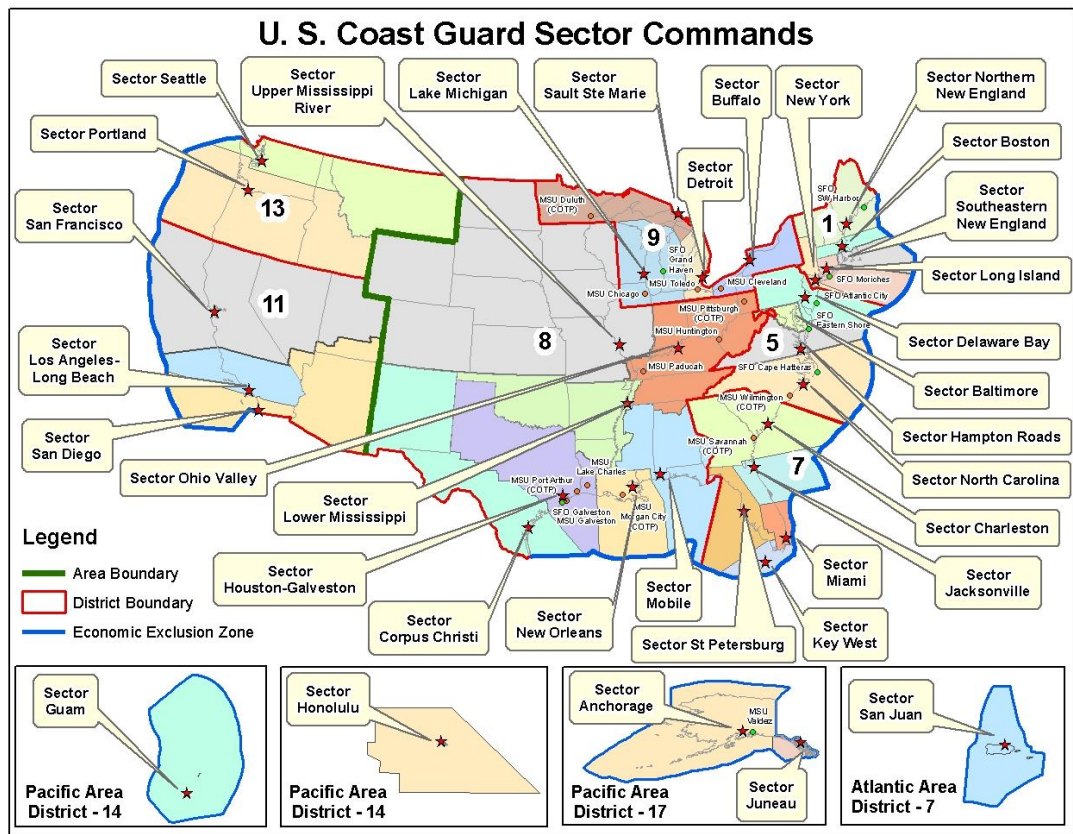 U. S. Coast Guard Sector Commands
Sector Seattle
Sector
Upper Mississippi
River
Sector
Lake Michigan
Sector
Sault Ste Marie
Sector
Buffalo
Sector
New York
Sector Northern
New England
Sector Portland
Sector
Detroit
Sector Boston
Sector
San Francisco
Sector
Southeastern
New England
Sector Long Island
13
MSU Duluth
(COTP)
9
SFO
Grand
Haven
SFO
SW Harbor
1
MSU Chicago
MSU Toledo
MSU Cleveland
SFO Moriches
SFO Atlantic City
11
8
MSU Pittsburgh
(COTP)
MSU Huntington
SFO
Eastern Shore
5
MSU Paducah
SFO Cape Hatteras
MSU Wilmington
(COTP)
Sector
Los Angeles-
Long Beach
Sector Delaware Bay
Sector Baltimore
Sector
San Diego
Sector Hampton Roads
Sector Ohio Valley
MSU Savannah
(COTP)
7
Sector North Carolina
Sector
Lower Mississippi
MSU
Lake Charles
MSU Port Arthur
(COTP)
SFO Galveston
MSU Galveston
MSU
Morgan City
(COTP)
Sector Charleston
Legend
Area Boundary
District Boundary
Economic Exclusion Zone
Sector
Houston-Galveston
Sector
Corpus Christi
Sector
New Orleans
Sector
Mobile
Sector St Petersburg
Sector
Miami
Sector
Key West
Sector
Jacksonville
Sector
Guam
Pacific Area
District - 14
Sector
Honolulu
Pacific Area
District - 14
Sector
Anchorage
MSU
Valdez
Sector
Juneau
Pacific Area
District - 17
Sector
San Juan
Atlantic Area
District - 7